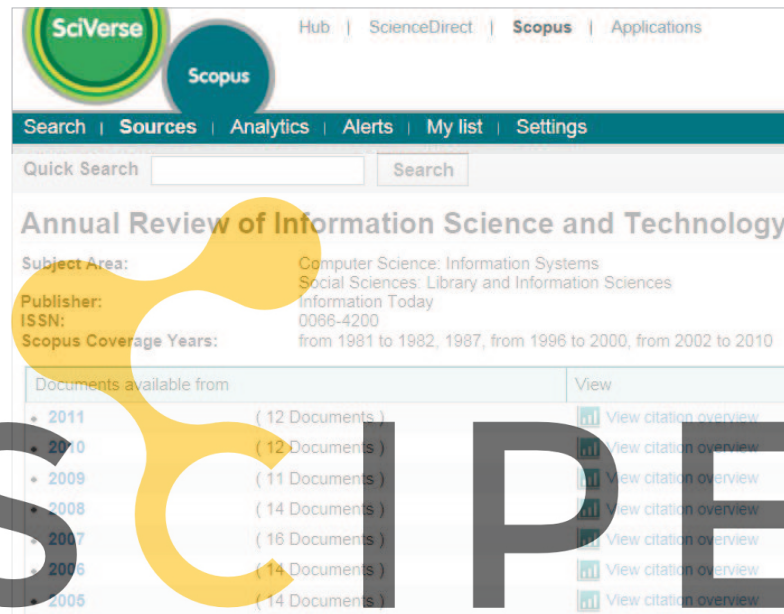 SciVerse
Scopus
Hub | ScienceDirect | Scopus | Applications
Search | Sources | Analytics | Alerts | My list | Settings
Quick Search Search
Annual Review of Information Science and Technology
Subject Area: Computer Science: Information Systems
Social Sciences: Library and Information Sciences
Publisher: Information Today
ISSN: 0066-4200
Scopus Coverage Years: from 1981 to 1982, 1987, from 1996 to 2000, from 2002 to 2010
Documents available from View
• 2011 ( 12 Documents ) View citation overview
• 2010 ( 12 Documents ) View citation overview
• 2009 ( 11 Documents ) View citation overview
• 2008 ( 14 Documents ) View citation overview
• 2007 ( 16 Documents ) View citation overview
• 2006 ( 14 Documents ) View citation overview
• 2005 ( 14 Documents ) View citation overview
SCIPE